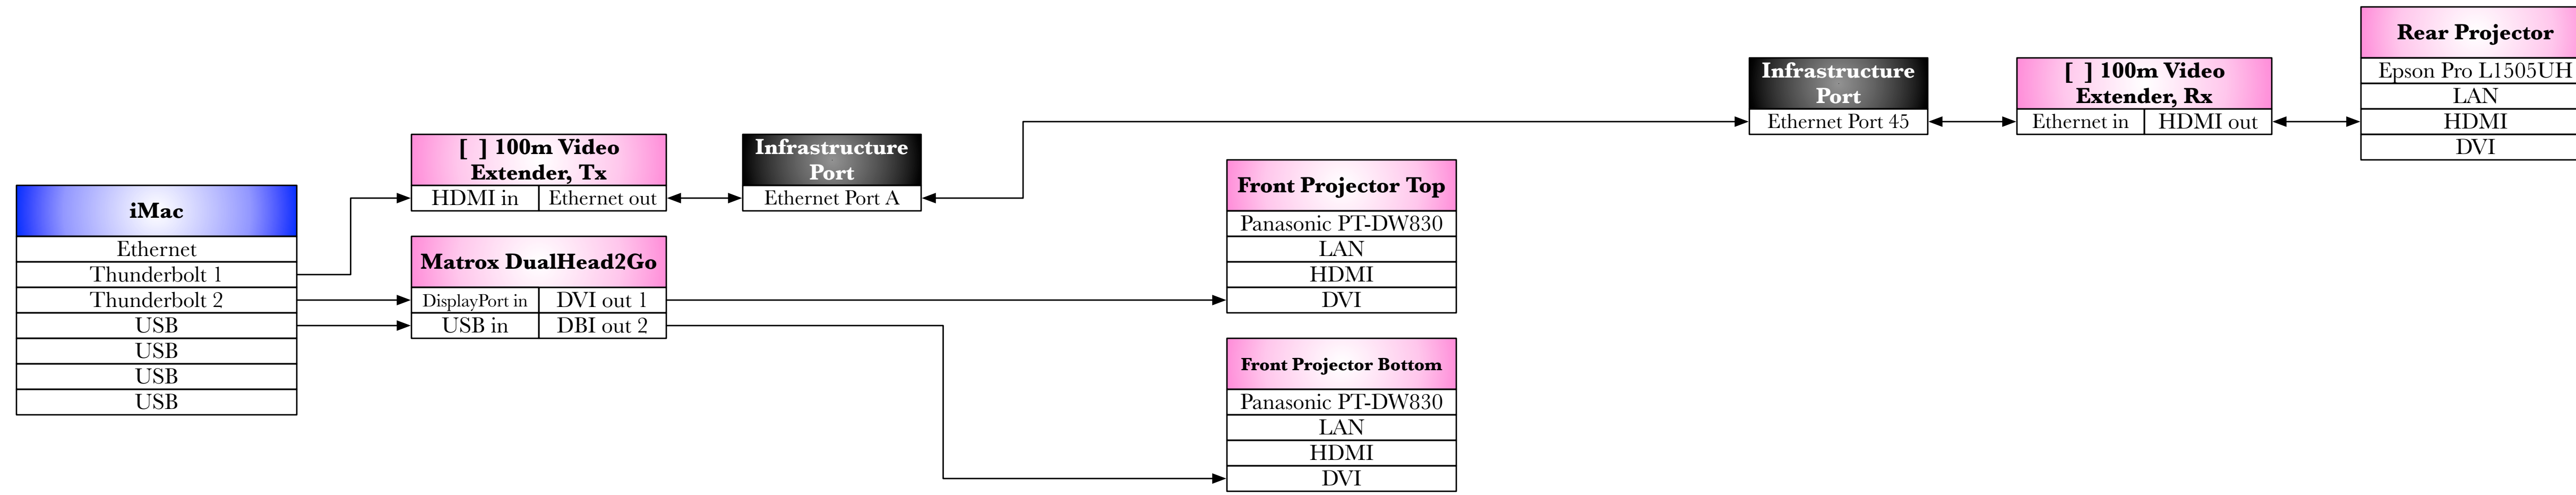 iMac
Ethernet
Thunderbolt 1
Thunderbolt 2
USB
USB
USB
USB
[ ] 100m Video
Extender, Tx
HDMI in
Ethernet out
Matrox DualHead2Go
DisplayPort in
DVI out 1
USB in
DBI out 2
Infrastructure
Port
Ethernet Port A
Front Projector Top
Panasonic PT-DW830
LAN
HDMI
DVI
Front Projector Bottom
Panasonic PT-DW830
LAN
HDMI
DVI
Infrastructure
Port
Ethernet Port 45
[ ] 100m Video
Extender, Rx
Ethernet in
HDMI out
Rear Projector
Epson Pro L1505UH
LAN
HDMI
DVI